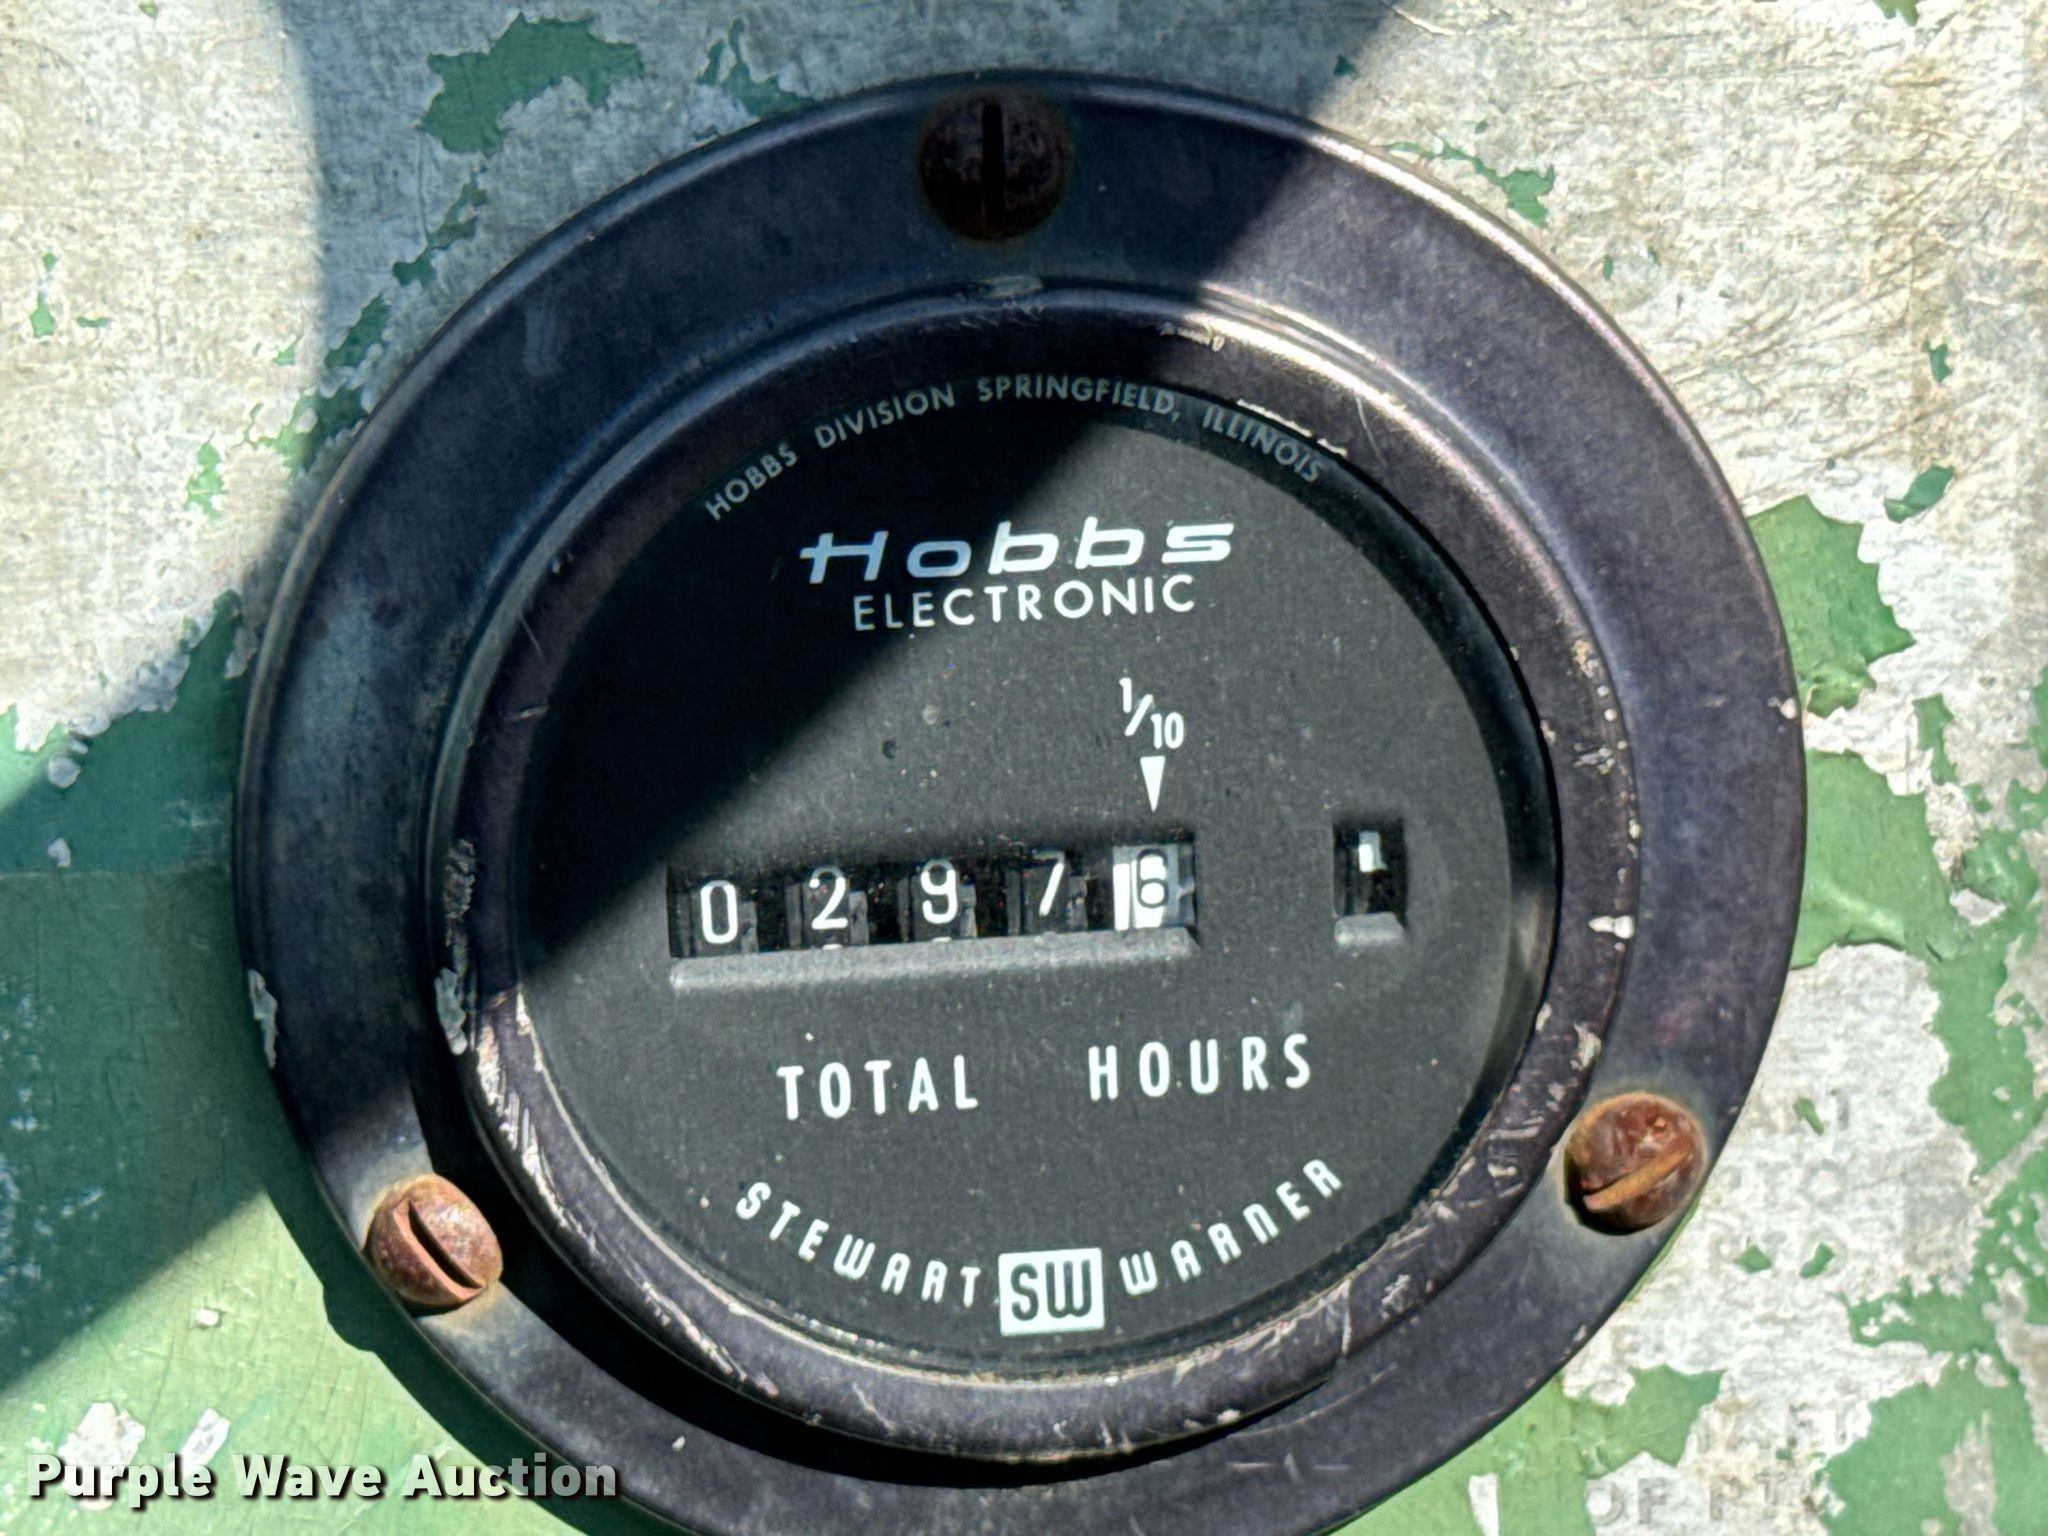 HOBBS DIVISION SPRINGFIELD, ILLINOIS
Hobbs
ELECTRONIC
1/10
0 2 9 7 6
TOTAL HOURS
STEWART SW WARNER
Purple Wave Auction